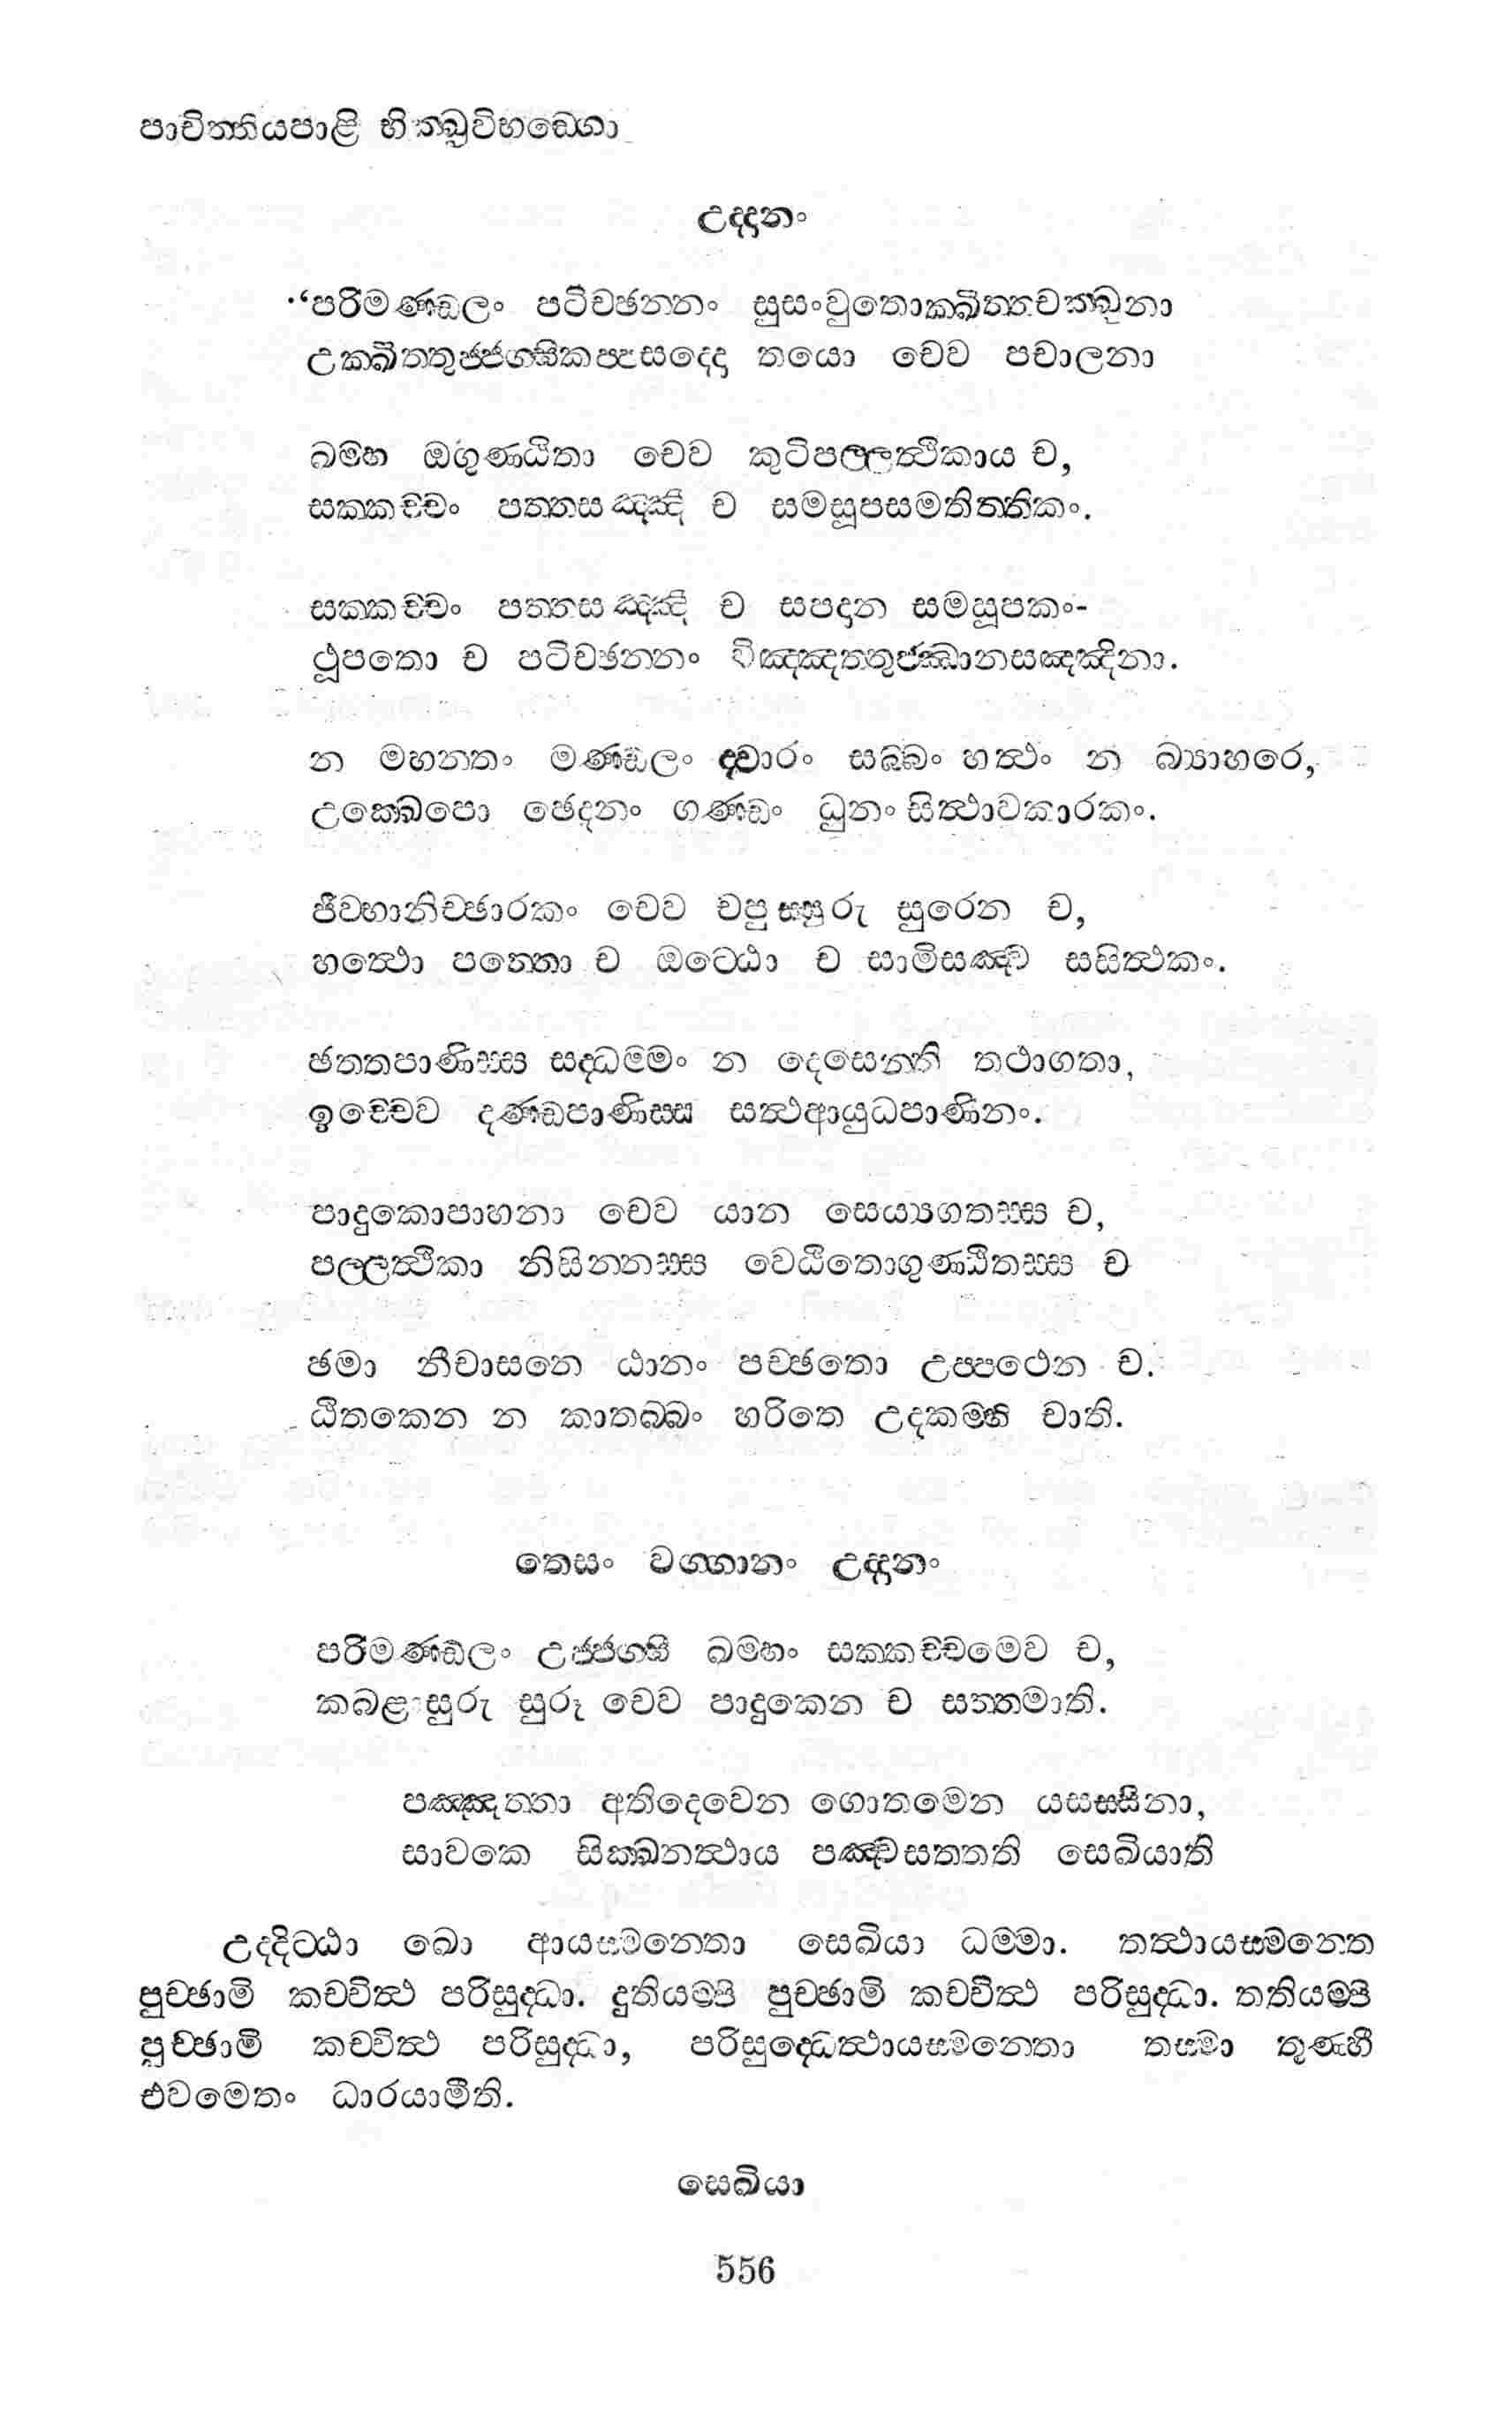 පාචිත්තියපාළි භික්ඛුවිභඞ්ගො
උද්දානං
“පරිමණ්ඩලං පටිච්ඡන්නං සුසංවුතොක්ඛිත්තචක්ඛුනා
උක්ඛිත්තුජ්ජග්ඝිකප්පසද්දො තයො චෙව පචාලනා
ඛම්භ ඔගුණ්ඨිතා චෙව කුටිපල්ලත්ථිකාය ච,
සක්කච්චං පත්තසඤ්ඤි ච සමසූපසමතිත්තිකං.
සක්කච්චං පත්තසඤ්ඤි ච සපදාන සමසූපකං-
ථූපතො ච පටිච්ඡන්නං විඤ්ඤත්තුජ්ඣානසඤ්ඤිනා.
න මහන්තං මණ්ඩලං ද්වාරං සබ්බං හත්ථං න බ්‍යාහරෙ,
උක්ඛෙපො ඡෙදනං ගණ්ඩං ධුනං සිත්ථාවකාරකං.
ජිව්හානිච්ඡාරකං චෙව චපුචපු සුරුසුරෙන ච,
හත්ථො පත්තො ච ඔට්ඨො ච සාමිසඤ්ච සසිත්ථකං.
ඡත්තපාණිස්ස සද්ධම්මං න දෙසෙන්ති තථාගතා,
ඉච්චෙව දණ්ඩපාණිස්ස සත්ථආයුධපාණිනං.
පාදුකොපාහනා චෙව යාන සෙය්‍යගතස්ස ච,
පල්ලත්ථිකා නිසින්නස්ස වෙඨිතොගුණ්ඨිතස්ස ච
ඡමා නීචාසනෙ ඨානං පච්ඡතො උප්පථෙන ච.
ඨිතකෙන න කාතබ්බං හරිතෙ උදකම්හි චාති.
තෙසං වග්ගානං උද්දානං
පරිමණ්ඩලං උජ්ජග්ඝි ඛම්භං සක්කච්චමෙව ච,
කබළා සුරු සුරූ චෙව පාදුකෙන ච සත්තමාති.
පඤ්ඤත්තා අතිදෙවෙන ගොතමෙන යසස්සිනා,
සාවකෙ සික්ඛනත්ථාය පඤ්චසත්තති සෙඛියාති
උද්දිට්ඨා ඛො ආයස්මන්තො සෙඛියා ධම්මා. තත්ථායස්මන්තෙ
පුච්ඡාමි කච්චිත්ථ පරිසුද්ධා. දුතියම්පි පුච්ඡාමි කච්චිත්ථ පරිසුද්ධා. තතියම්පි
පුච්ඡාමි කච්චිත්ථ පරිසුද්ධා, පරිසුද්ධෙත්ථායස්මන්තො තස්මා තුණ්හී
එවමෙතං ධාරයාමීති.
සෙඛියා
556